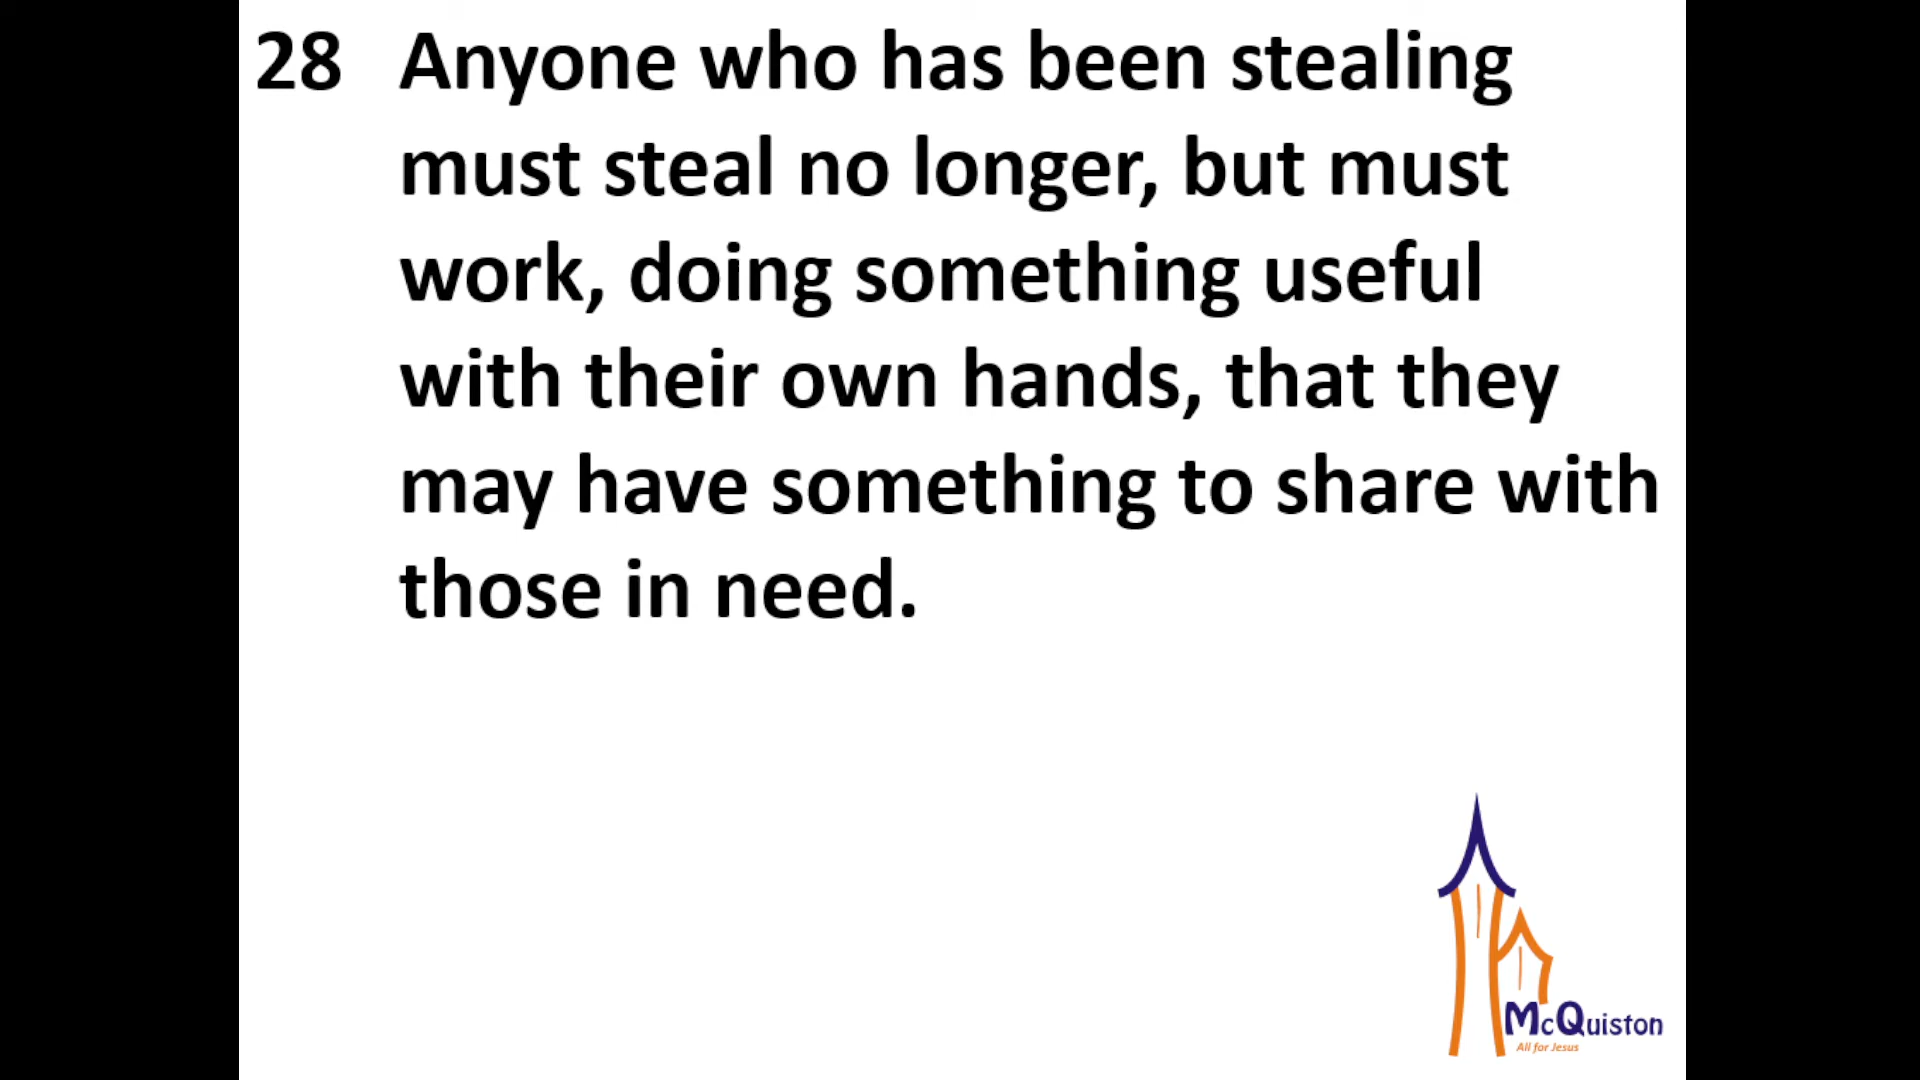 28 Anyone who has been stealing
must steal no longer, but must
work, doing something useful
with their own hands, that they
may have something to share with
those in need.
McQuiston
All for Jesus